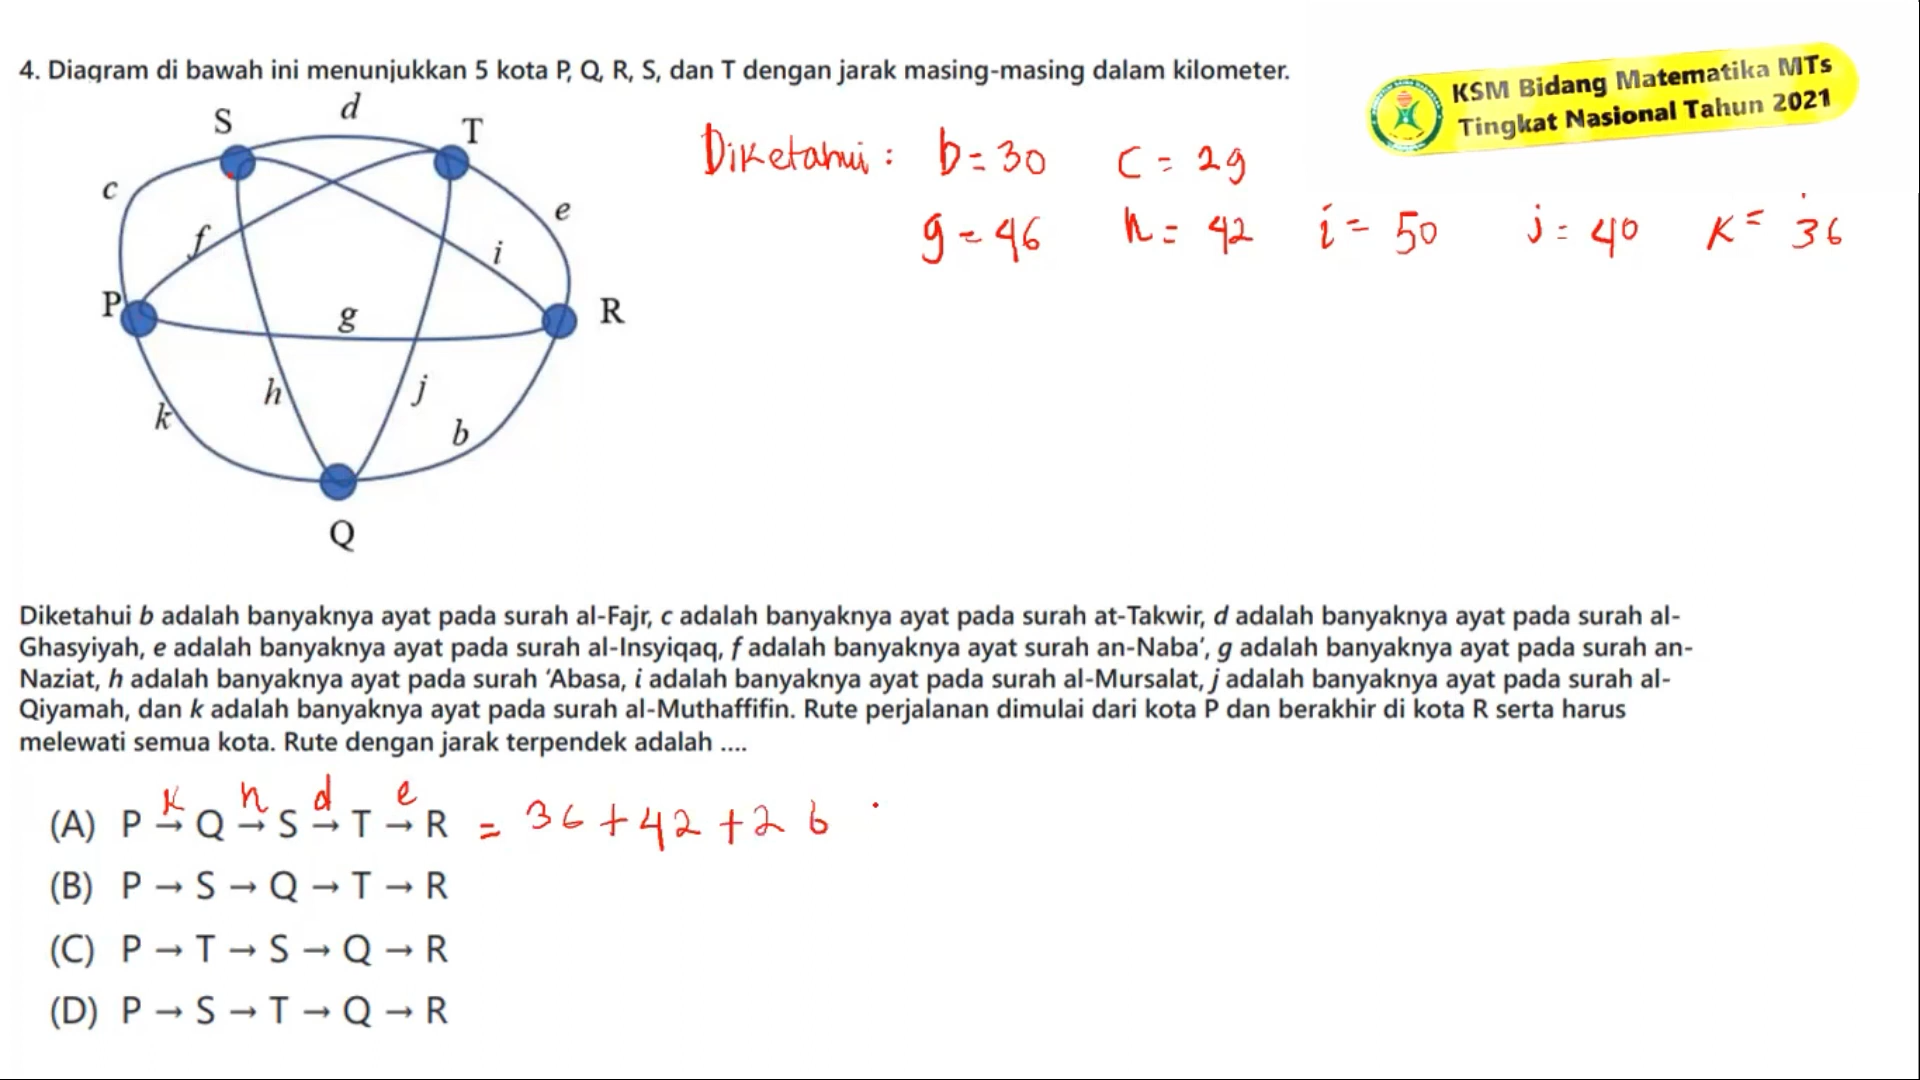 4. Diagram di bawah ini menunjukkan 5 kota P, Q, R, S, dan T dengan jarak masing-masing dalam kilometer.
KSM Bidang Matematika MTs
Tingkat Nasional Tahun 2021
S
d
T
c
f
e
i
P
g
R
k
h
j
b
Q
Diketahui : b = 30 c = 29
g = 46 h = 42 i = 50 j = 40 k = 36
Diketahui b adalah banyaknya ayat pada surah al-Fajr, c adalah banyaknya ayat pada surah at-Takwir, d adalah banyaknya ayat pada surah al-
Ghasyiyah, e adalah banyaknya ayat pada surah al-Insyiqaq, f adalah banyaknya ayat surah an-Naba’, g adalah banyaknya ayat pada surah an-
Naziat, h adalah banyaknya ayat pada surah ‘Abasa, i adalah banyaknya ayat pada surah al-Mursalat, j adalah banyaknya ayat pada surah al-
Qiyamah, dan k adalah banyaknya ayat pada surah al-Muthaffifin. Rute perjalanan dimulai dari kota P dan berakhir di kota R serta harus
melewati semua kota. Rute dengan jarak terpendek adalah ....
k h d e
(A) P → Q → S → T → R = 36 + 42 + 26
(B) P → S → Q → T → R
(C) P → T → S → Q → R
(D) P → S → T → Q → R